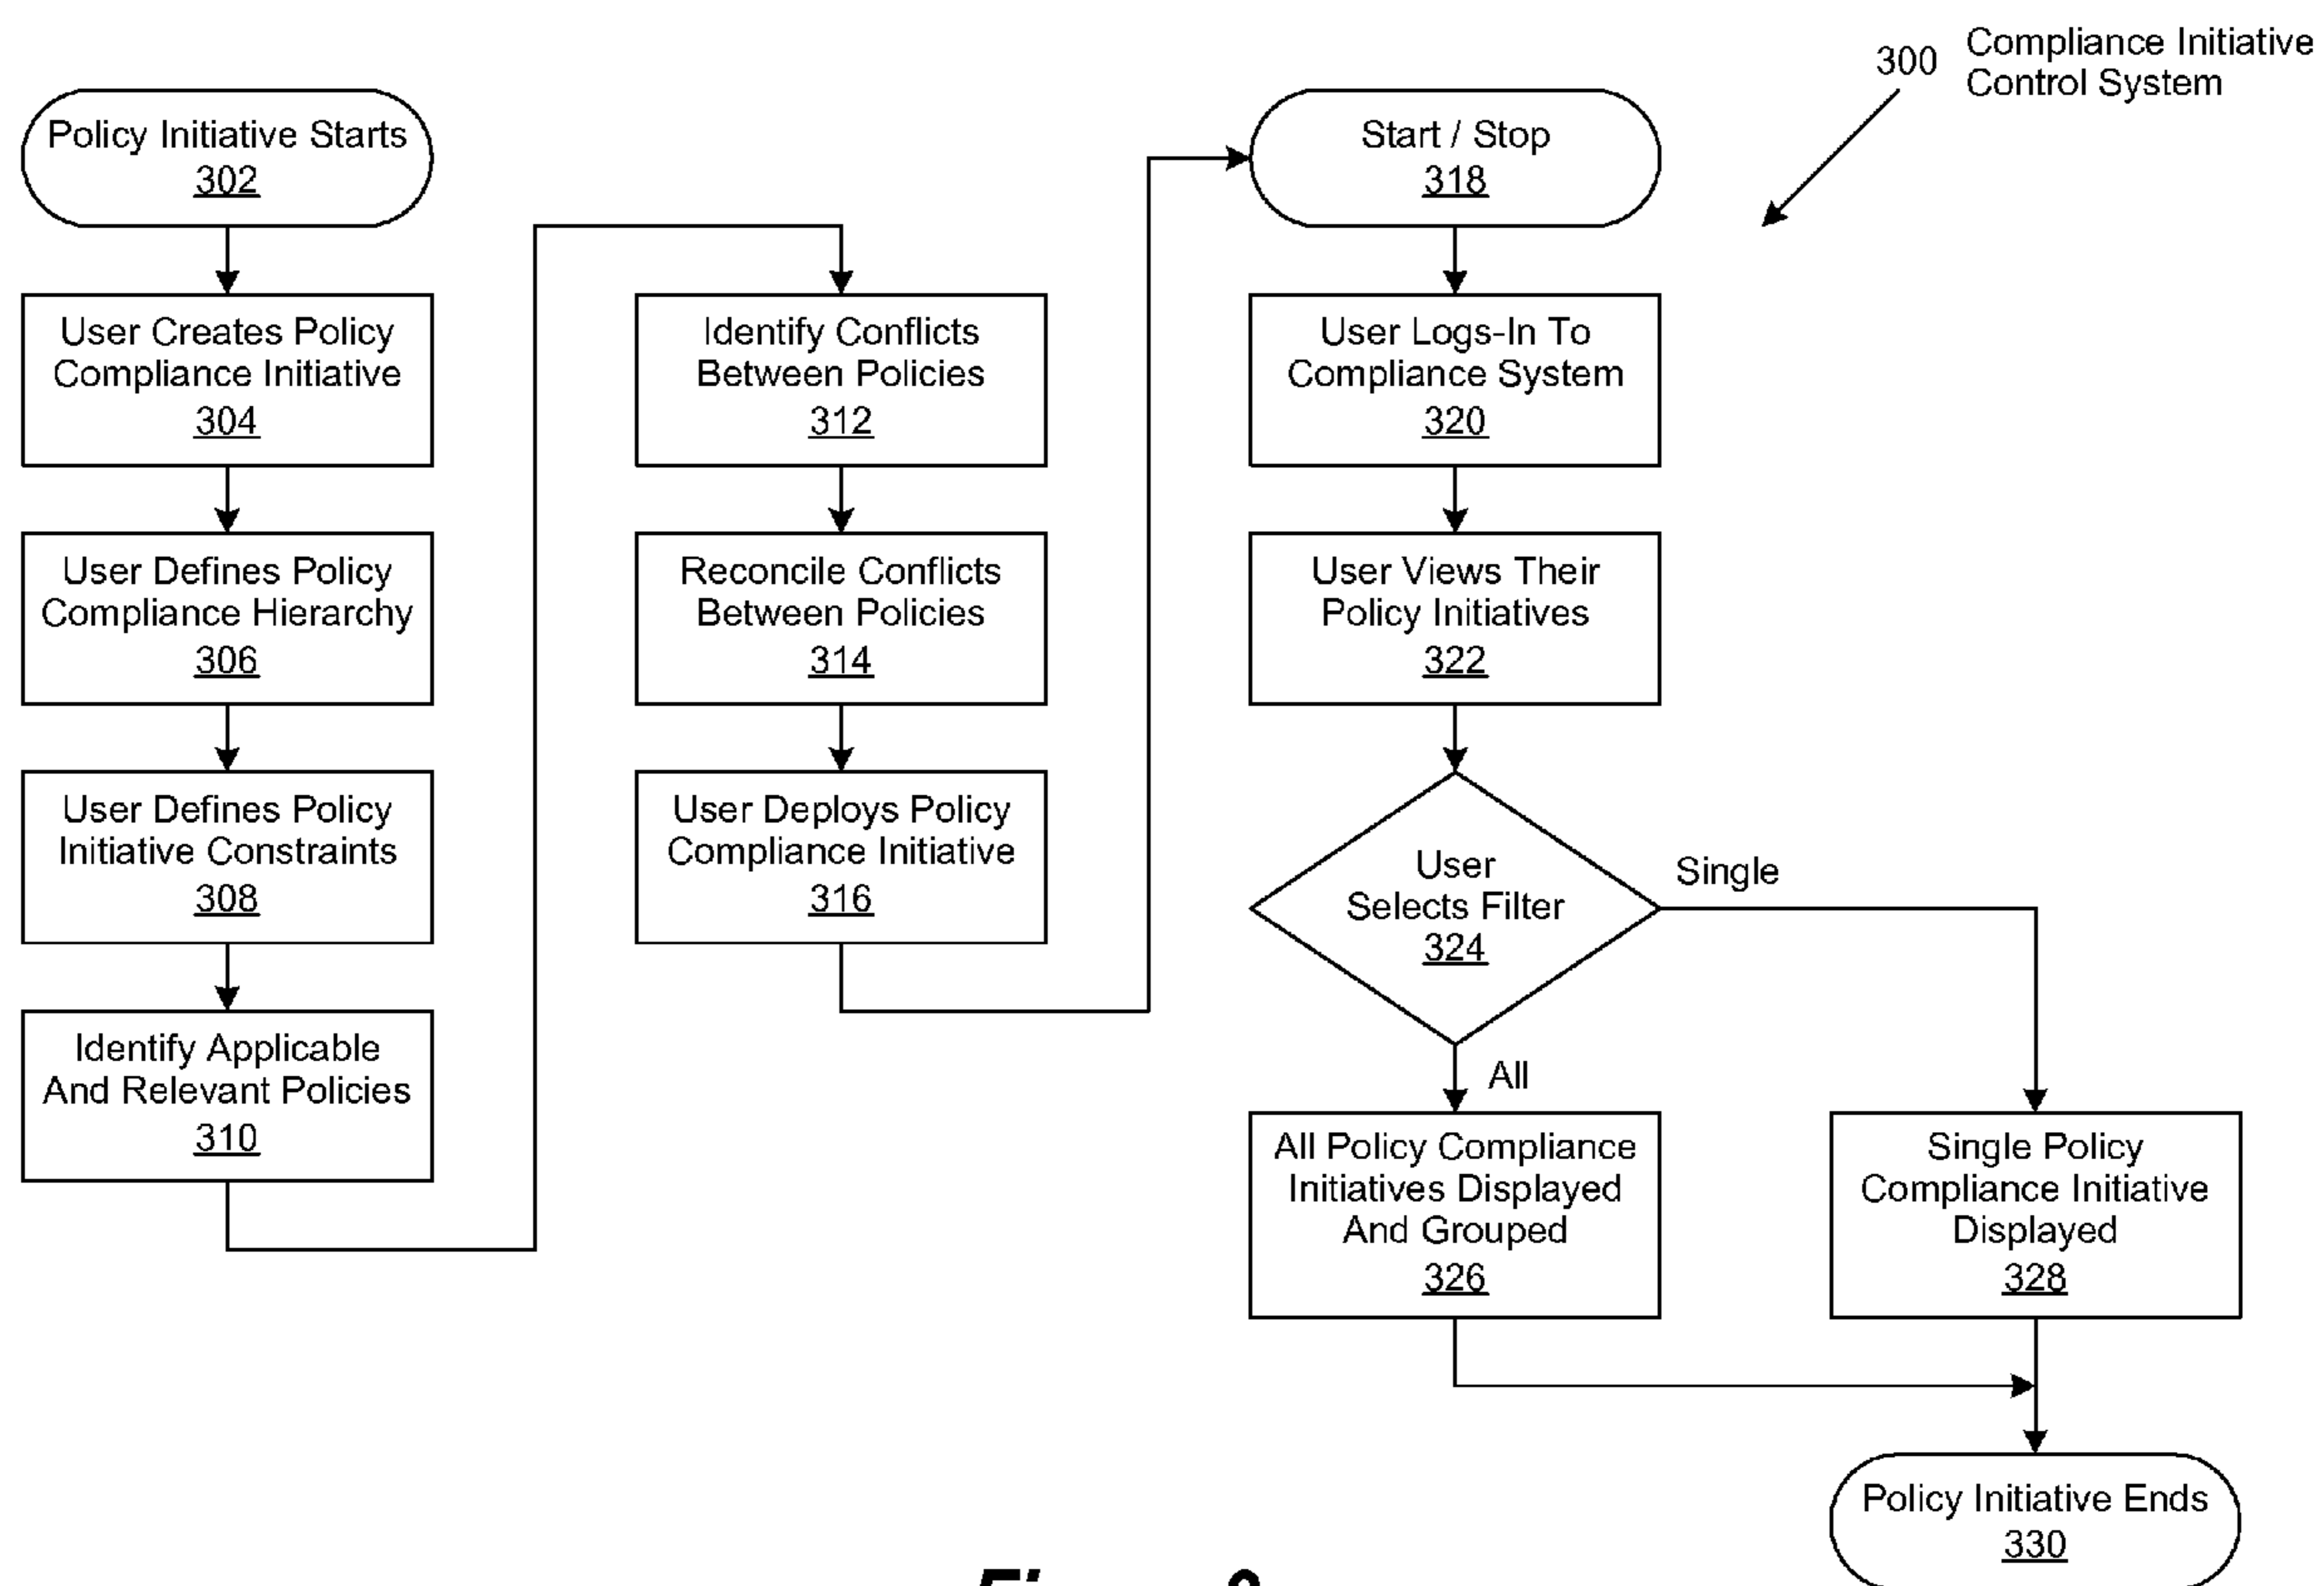 300
Compliance Initiative
Control System
Policy Initiative Starts
302
User Creates Policy
Compliance Initiative
304
User Defines Policy
Compliance Hierarchy
306
User Defines Policy
Initiative Constraints
308
Identify Applicable
And Relevant Policies
310
Identify Conflicts
Between Policies
312
Reconcile Conflicts
Between Policies
314
User Deploys Policy
Compliance Initiative
316
Start / Stop
318
User Logs-In To
Compliance System
320
User Views Their
Policy Initiatives
322
User
Selects Filter
324
Single
All
All Policy Compliance
Initiatives Displayed
And Grouped
326
Single Policy
Compliance Initiative
Displayed
328
Policy Initiative Ends
330